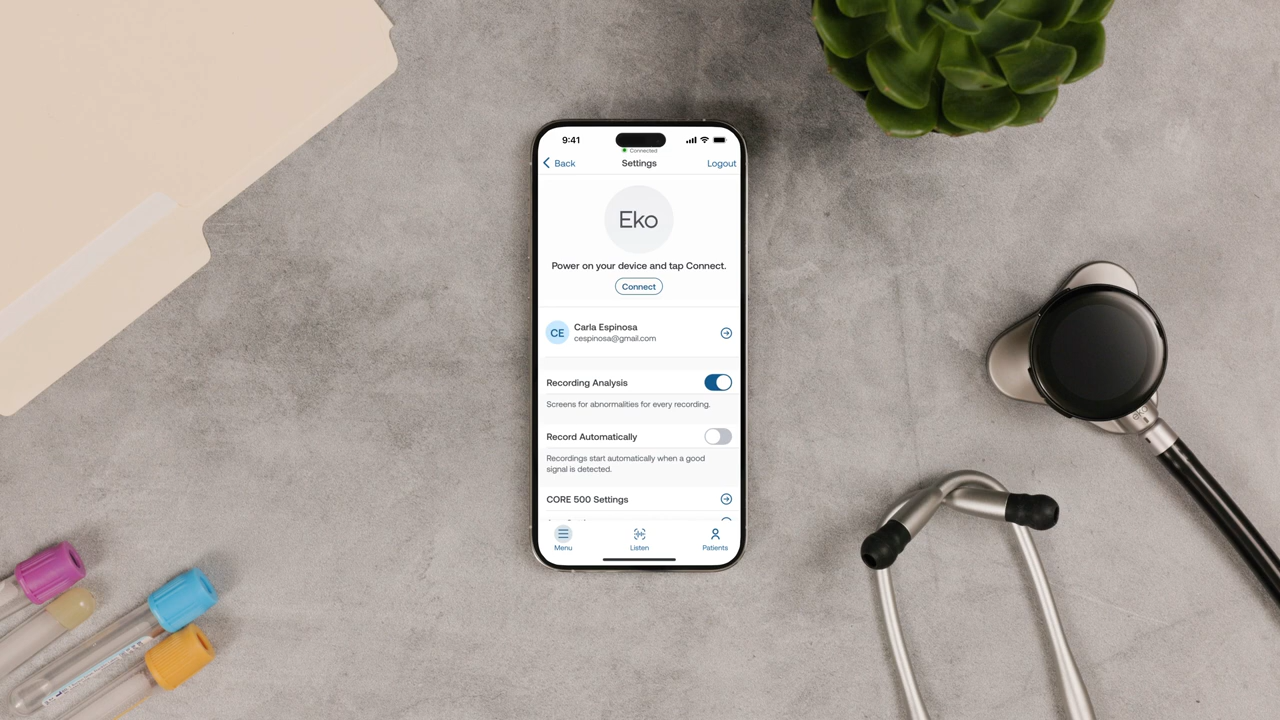 9:41
Connected
Back
Settings
Logout
Eko
Power on your device and tap Connect.
Connect
CE
Carla Espinosa
cespinosa@gmail.com
Recording Analysis
Screens for abnormalities for every recording.
Record Automatically
Recordings start automatically when a good
signal is detected.
CORE 500 Settings
Menu
Listen
Patients
eko